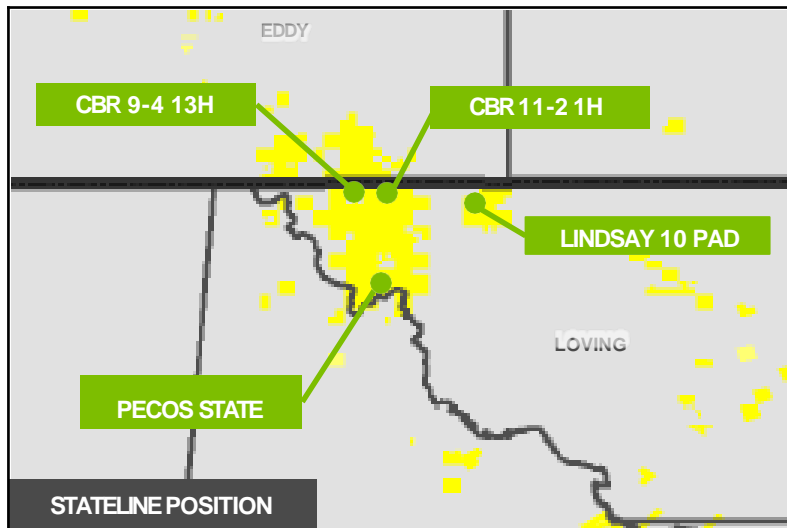 EDDY
CBR 9-4 13H
CBR 11-2 1H
LINDSAY 10 PAD
LOVING
PECOS STATE
STATELINE POSITION